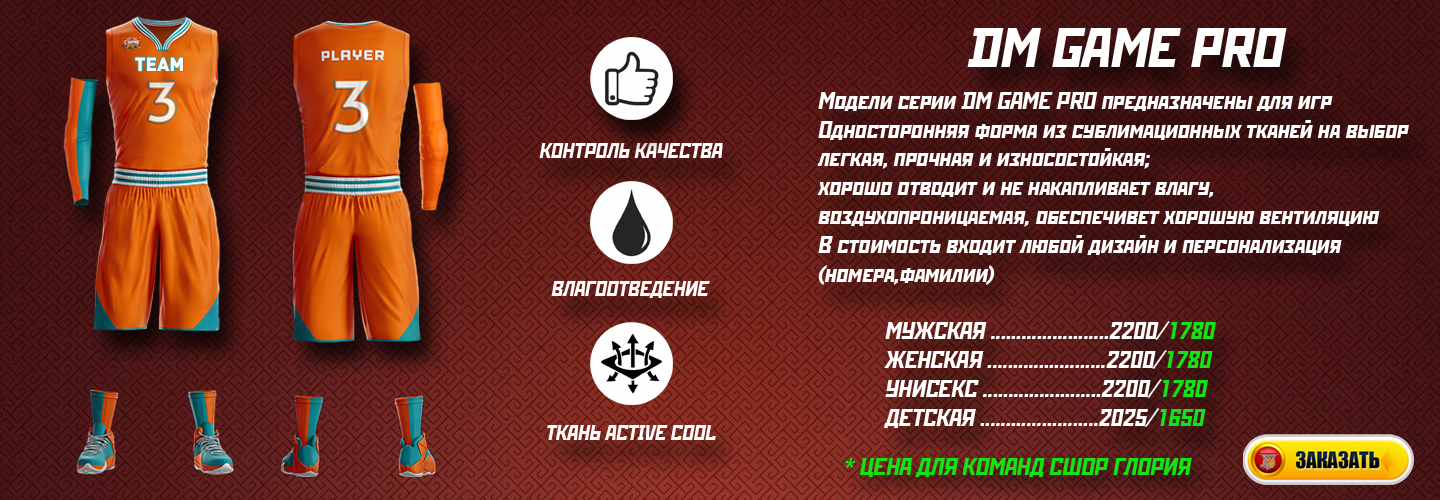 TEAM
3
PLAYER
3
КОНТРОЛЬ КАЧЕСТВА
ВЛАГООТВЕДЕНИЕ
ТКАНЬ ACTIVE COOL
DM GAME PRO
Модели серии DM GAME PRO предназначены для игр
Односторонняя форма из сублимационных тканей на выбор
легкая, прочная и износостойкая;
хорошо отводит и не накапливает влагу,
воздухопроницаемая, обеспечивет хорошую вентиляцию
В стоимость входит любой дизайн и персонализация
(номера,фамилии)
МУЖСКАЯ ........................2200/1780
ЖЕНСКАЯ ........................2200/1780
УНИСЕКС ........................2200/1780
ДЕТСКАЯ ........................2025/1650
* ЦЕНА ДЛЯ КОМАНД СШОР ГЛОРИЯ
ЗАКАЗАТЬ